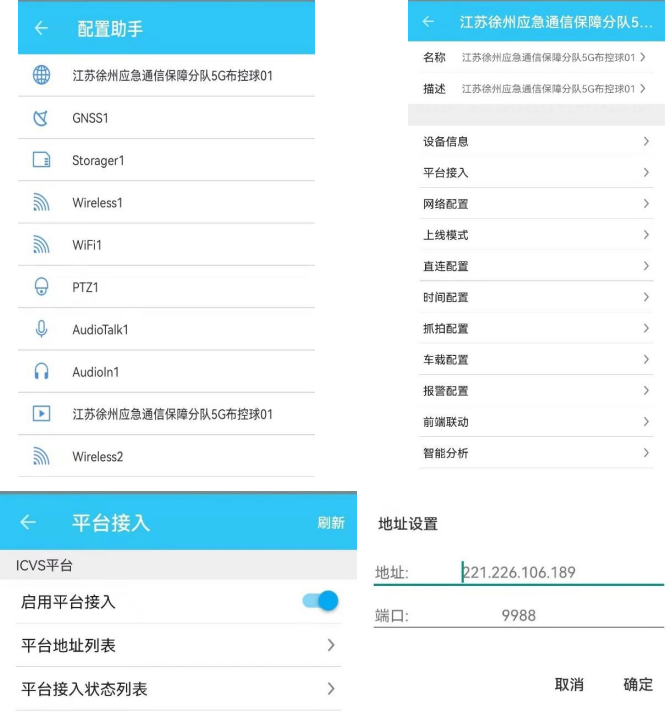 配置助手
江苏徐州应急通信保障分队5G布控球01
GNSS1
Storager1
Wireless1
WiFi1
PTZ1
AudioTalk1
AudioIn1
江苏徐州应急通信保障分队5G布控球01
Wireless2
江苏徐州应急通信保障分队5...
名称 江苏徐州应急通信保障分队5G布控球01
描述 江苏徐州应急通信保障分队5G布控球01
设备信息
平台接入
网络配置
上线模式
直连配置
时间配置
抓拍配置
车载配置
报警配置
前端联动
智能分析
平台接入 刷新
ICVS平台
启用平台接入
平台地址列表
平台接入状态列表
地址设置
地址: 221.226.106.189
端口: 9988
取消 确定